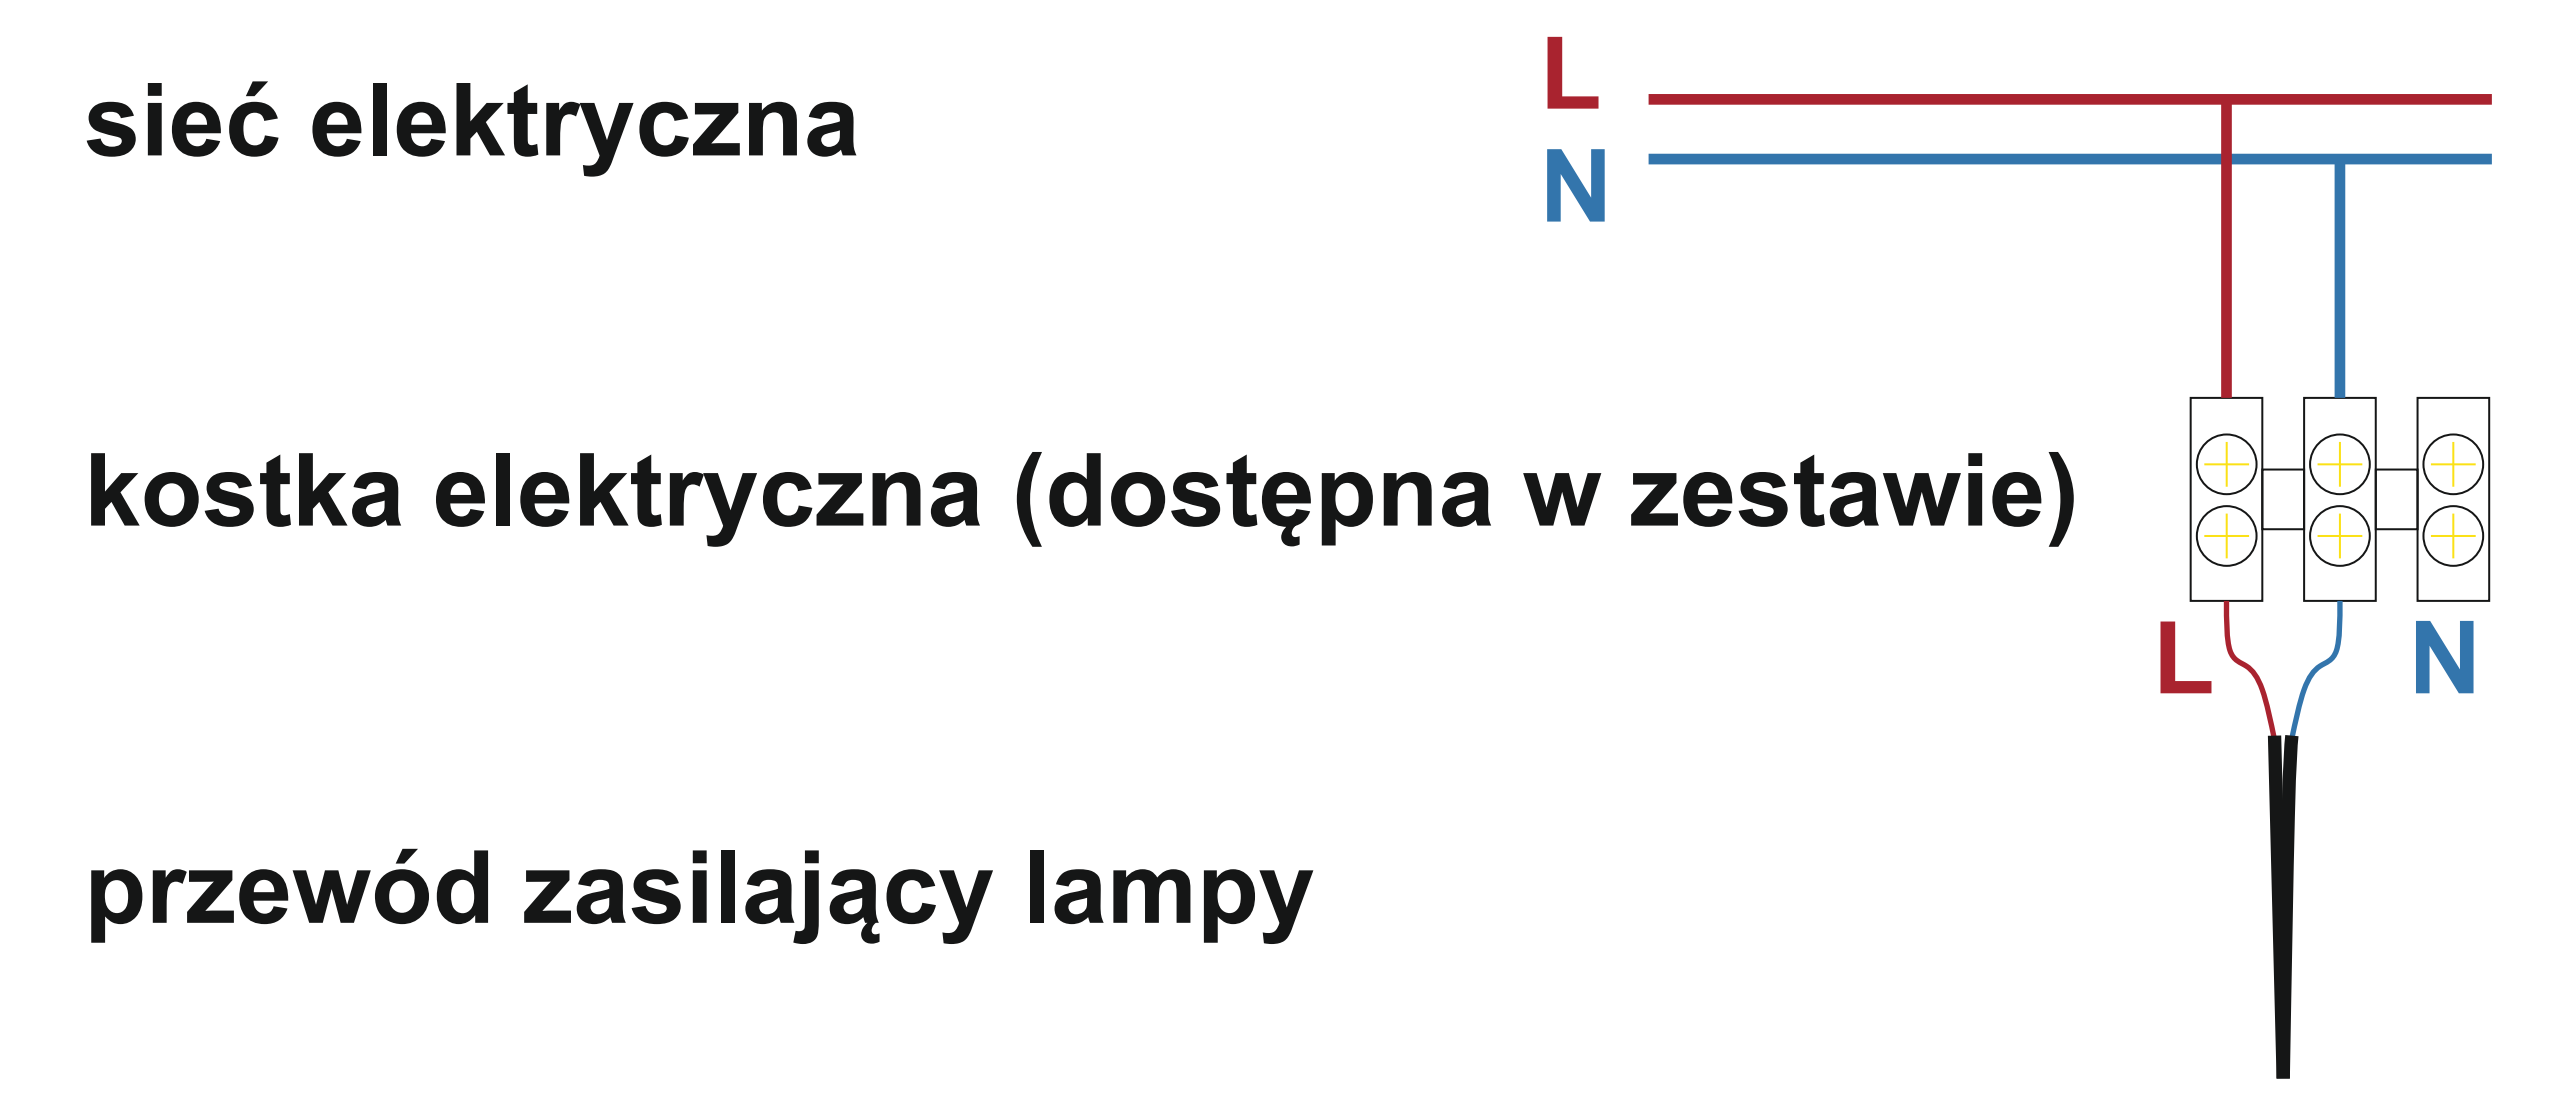 sieć elektryczna
L
N
kostka elektryczna (dostępna w zestawie)
L N
przewód zasilający lampy